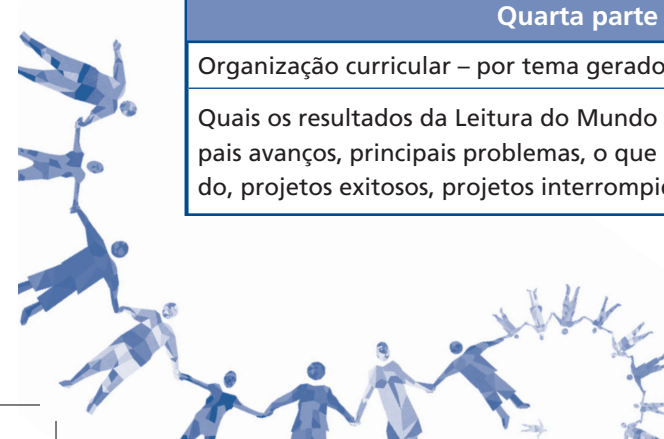 Quarta parte
Organização curricular – por tema gerado
Quais os resultados da Leitura do Mundo
pais avanços, principais problemas, o que
do, projetos exitosos, projetos interrompid